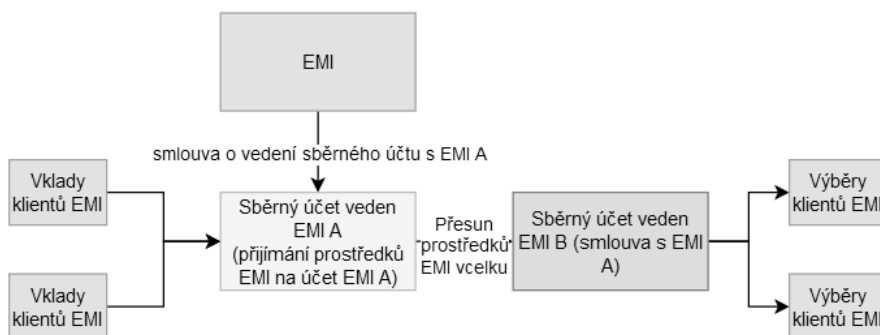 EMI
smlouva o vedení sběrného účtu s EMI A
Vklady
klientů EMI
Vklady
klientů EMI
Sběrný účet veden
EMI A
(přijímání prostředků
EMI na účet EMI A)
Přesun
prostředků
EMI vcelku
Sběrný účet veden
EMI B (smlouva s EMI
A)
Výběry
klientů EMI
Výběry
klientů EMI